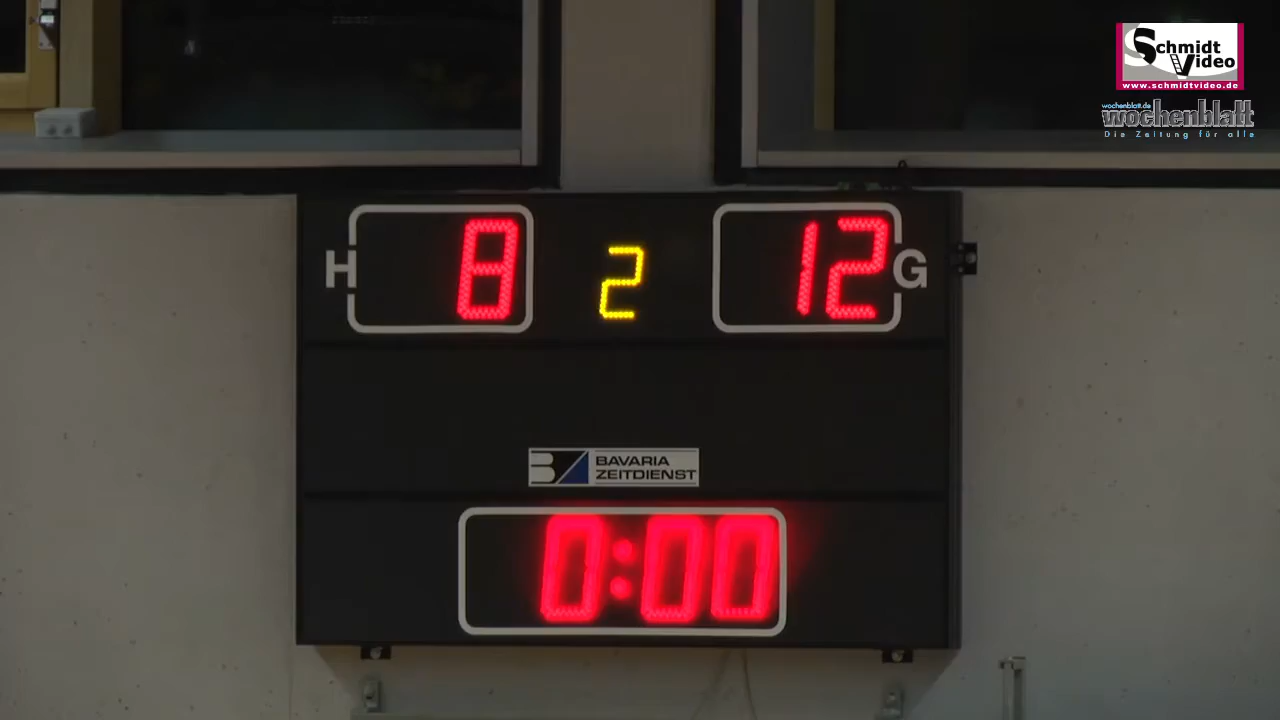 Schmidt
Video
www.schmidtvideo.de
wochenblatt.de
wochenblatt
Die Zeitung für alle
H 8 2 12 G
BAVARIA
ZEITDIENST
0:00